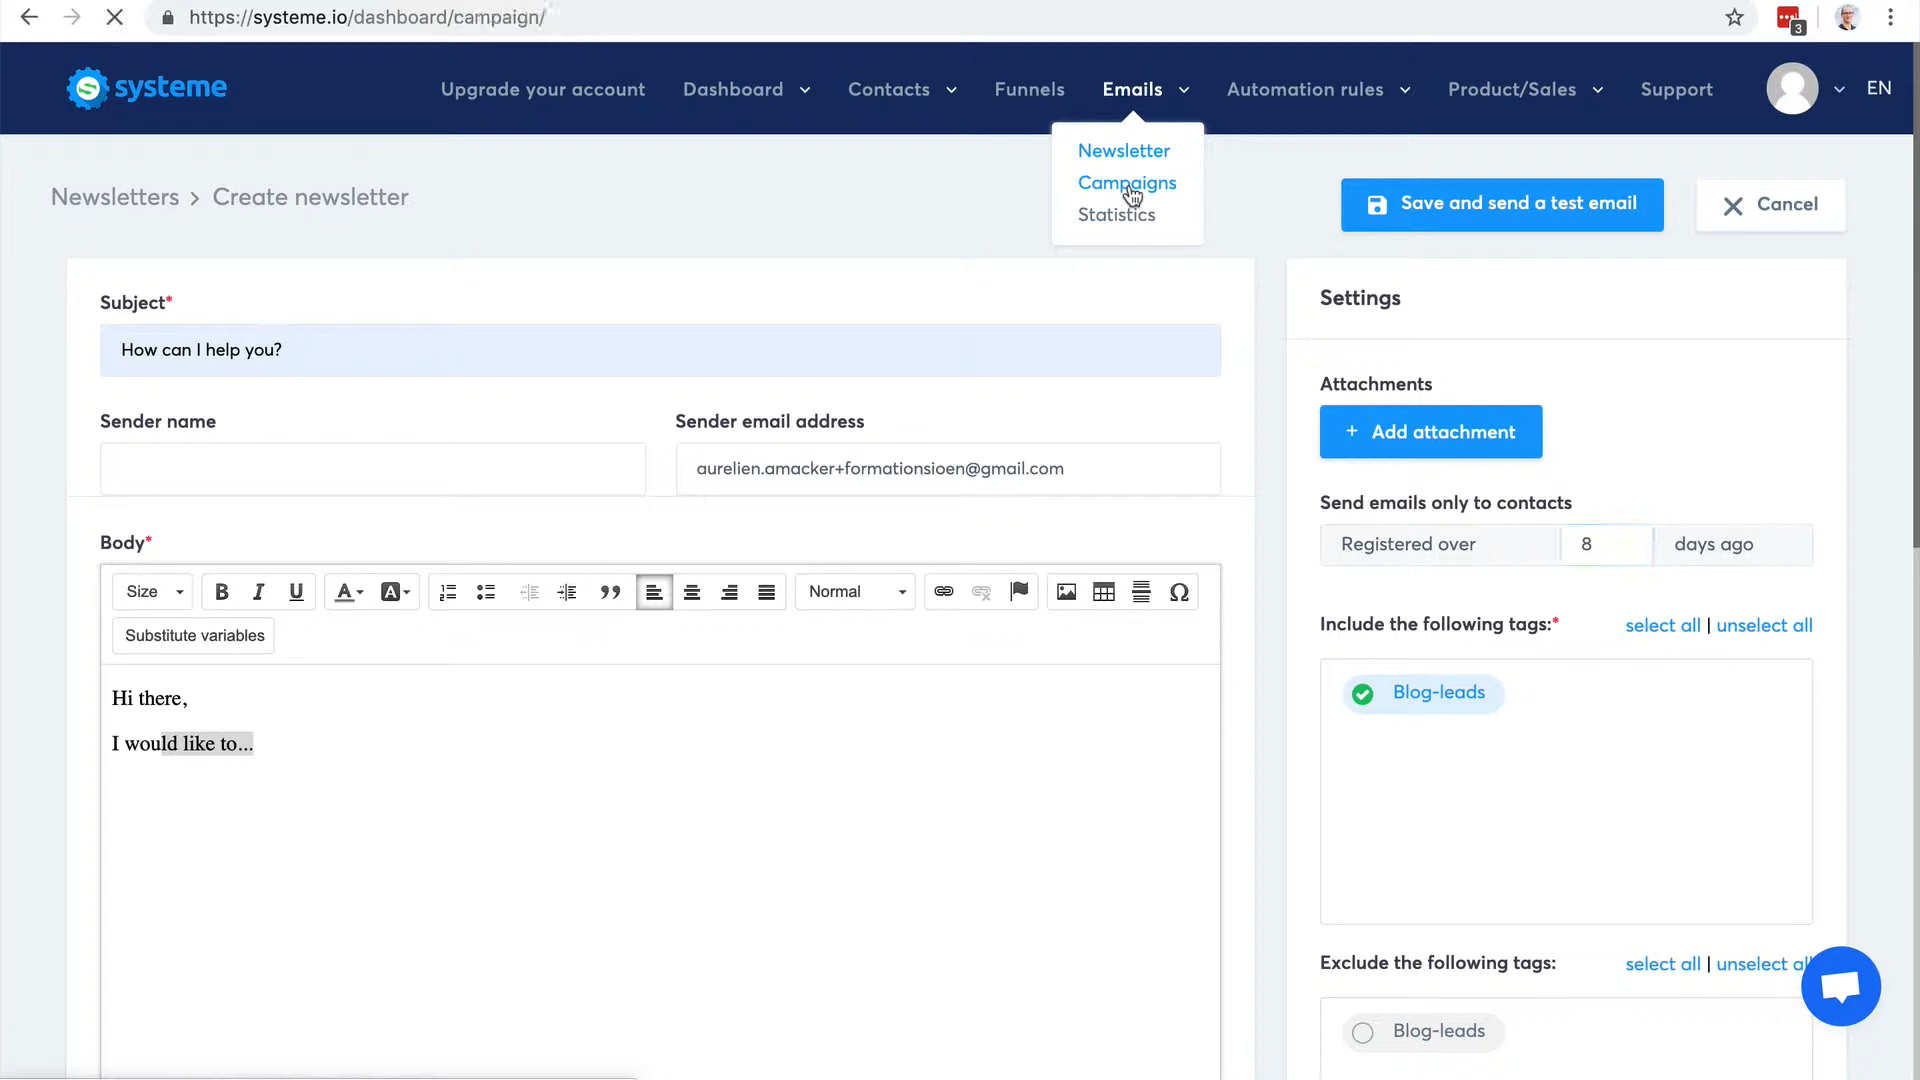 https://systeme.io/dashboard/campaign/
3
systeme
Upgrade your account
Dashboard
Contacts
Funnels
Emails
Automation rules
Product/Sales
Support
EN
Newsletter
Campaigns
Statistics
Newsletters > Create newsletter
Save and send a test email
Cancel
Subject*
How can I help you?
Sender name
Sender email address
aurelien.amacker+formationsioen@gmail.com
Body*
Size
B I U
A
A
Normal
Substitute variables
Hi there,
I would like to...
Settings
Attachments
+ Add attachment
Send emails only to contacts
Registered over 8 days ago
Include the following tags:* select all | unselect all
Blog-leads
Exclude the following tags: select all | unselect all
Blog-leads